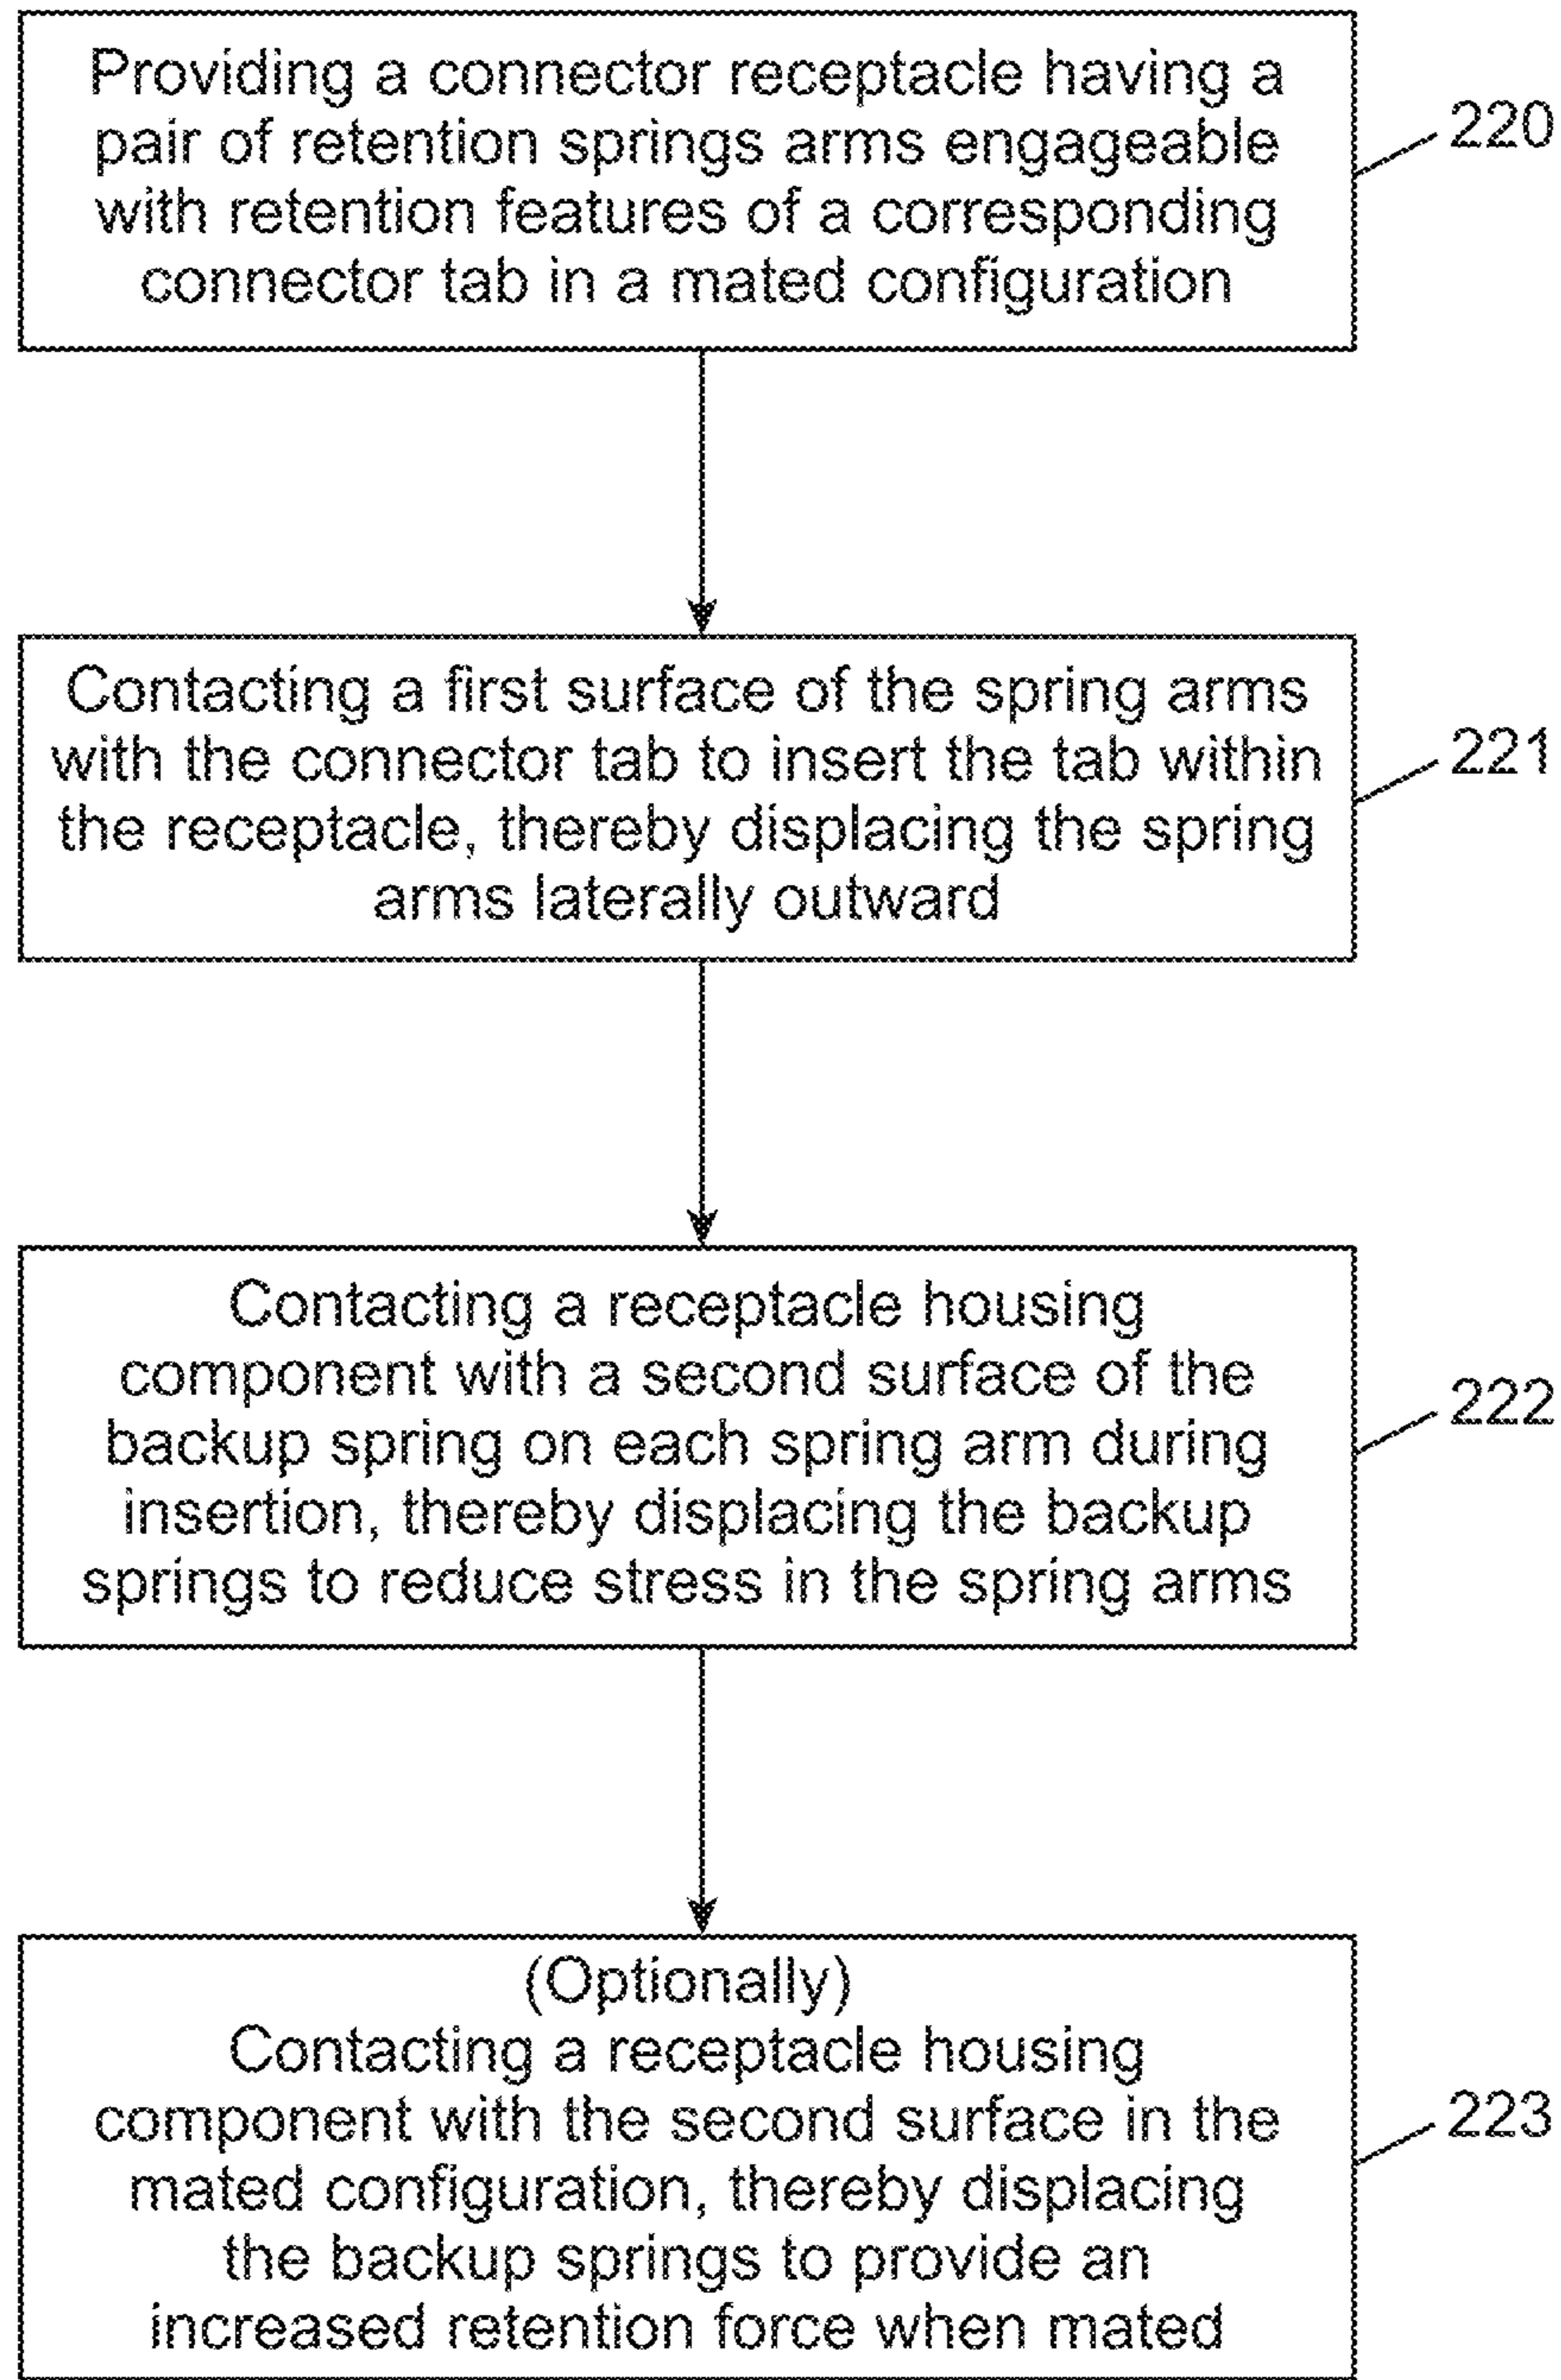 Providing a connector receptacle having a
pair of retention springs arms engageable
with retention features of a corresponding
connector tab in a mated configuration
220
Contacting a first surface of the spring arms
with the connector tab to insert the tab within
the receptacle, thereby displacing the spring
arms laterally outward
221
Contacting a receptacle housing
component with a second surface of the
backup spring on each spring arm during
insertion, thereby displacing the backup
springs to reduce stress in the spring arms
222
(Optionally)
Contacting a receptacle housing
component with the second surface in the
mated configuration, thereby displacing
the backup springs to provide an
increased retention force when mated
223